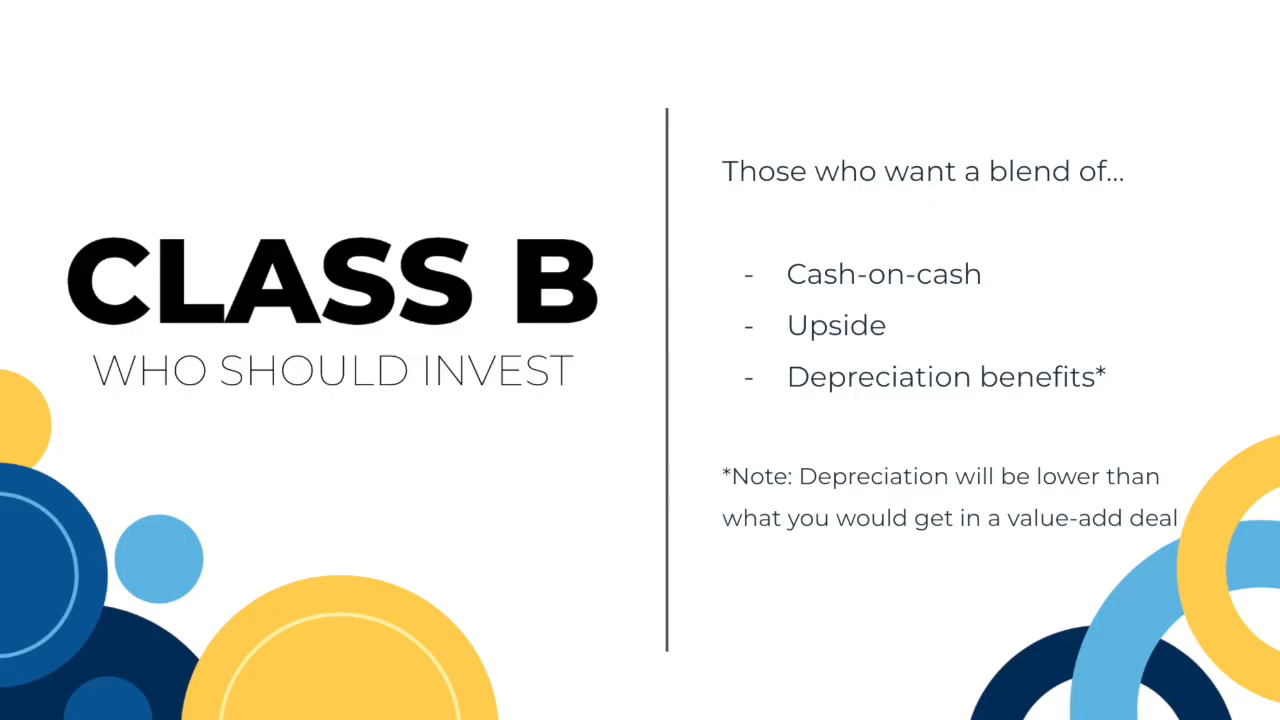 CLASS B
WHO SHOULD INVEST
Those who want a blend of...
- Cash-on-cash
- Upside
- Depreciation benefits*
*Note: Depreciation will be lower than
what you would get in a value-add deal